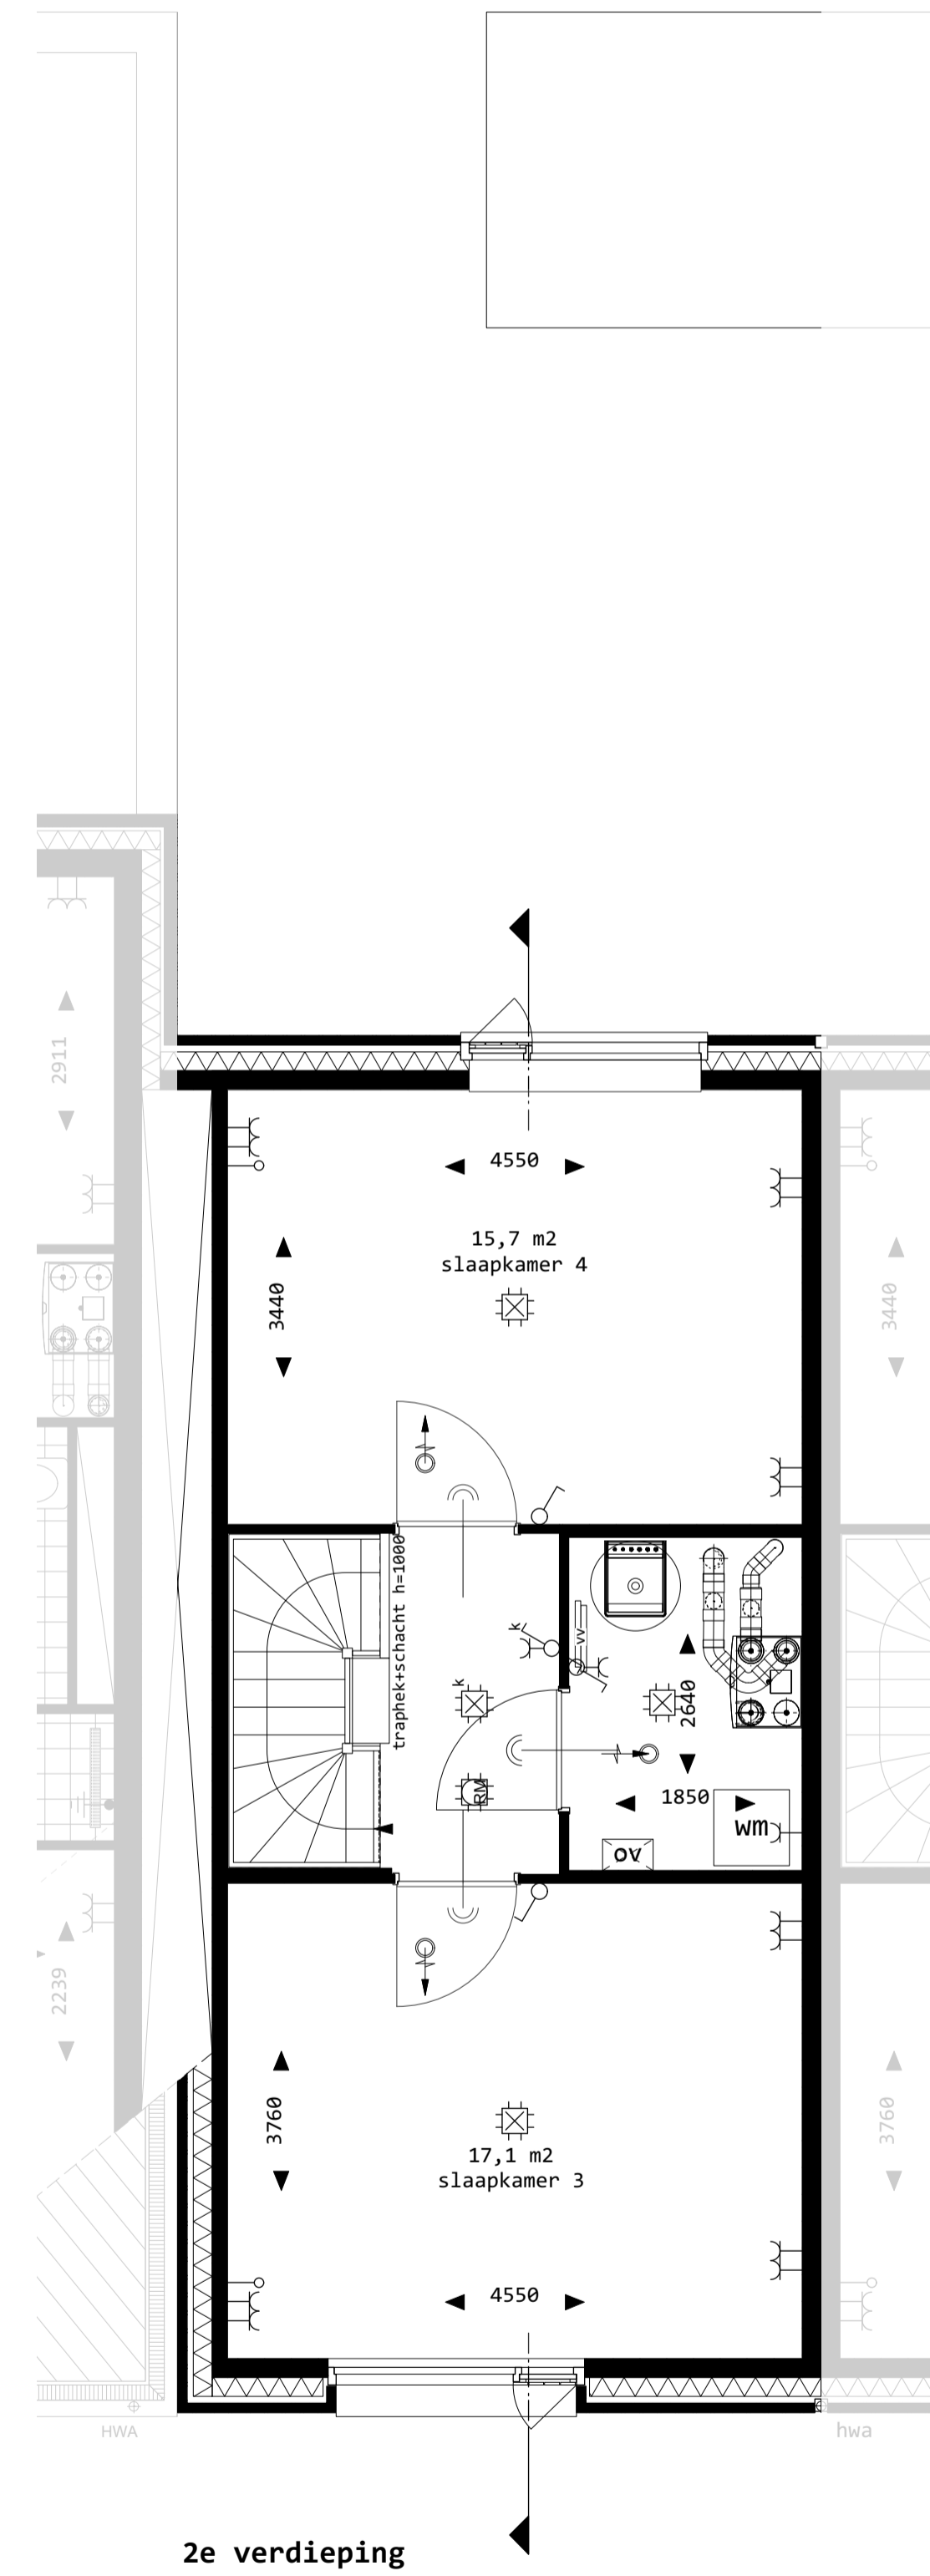 2911
4550
15,7 m2
slaapkamer 4
3440
3440
traphek+schacht h=1000
k
k
vv
2640
1850
RM
wm
ov
2239
3760
3760
17,1 m2
slaapkamer 3
4550
HWA
hwa
2e verdieping